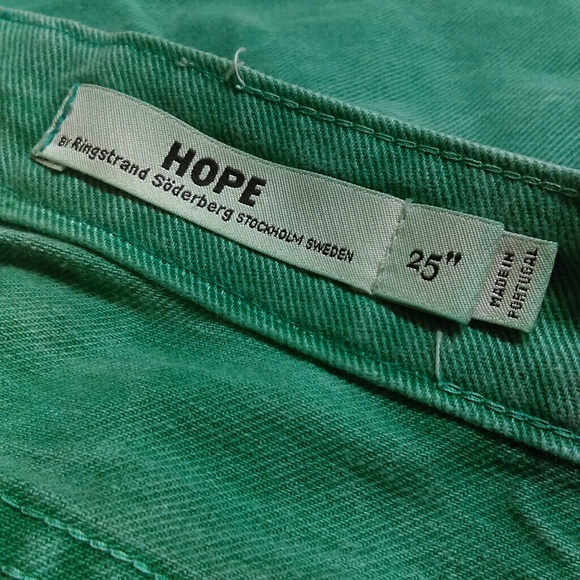 HOPE
BY Ringstrand Söderberg STOCKHOLM SWEDEN
25"
MADE IN
PORTUGAL